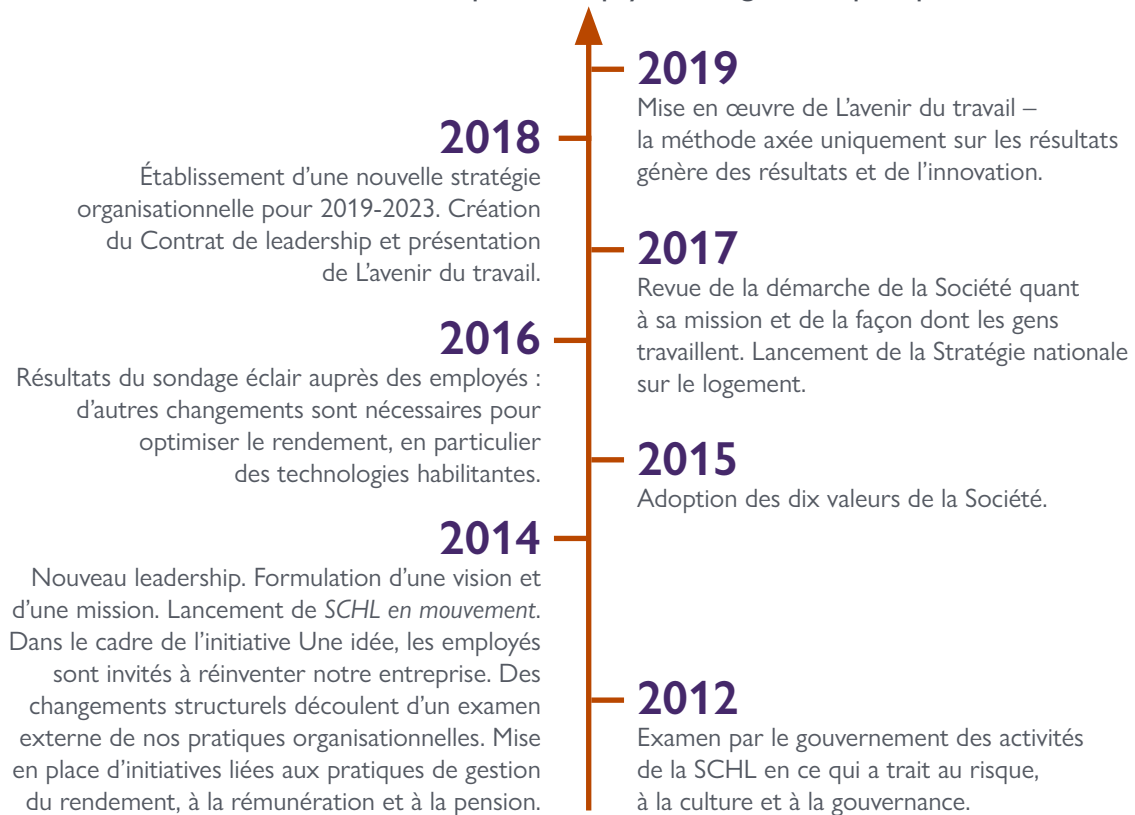 2019
Mise en œuvre de L’avenir du travail –
la méthode axée uniquement sur les résultats
génère des résultats et de l’innovation.
2018
Établissement d’une nouvelle stratégie
organisationnelle pour 2019-2023. Création
du Contrat de leadership et présentation
de L’avenir du travail.
2017
Revue de la démarche de la Société quant
à sa mission et de la façon dont les gens
travaillent. Lancement de la Stratégie nationale
sur le logement.
2016
Résultats du sondage éclair auprès des employés :
d’autres changements sont nécessaires pour
optimiser le rendement, en particulier
des technologies habilitantes.
2015
Adoption des dix valeurs de la Société.
2014
Nouveau leadership. Formulation d’une vision et
d’une mission. Lancement de SCHL en mouvement.
Dans le cadre de l’initiative Une idée, les employés
sont invités à réinventer notre entreprise. Des
changements structurels découlent d’un examen
externe de nos pratiques organisationnelles. Mise
en place d’initiatives liées aux pratiques de gestion
du rendement, à la rémunération et à la pension.
2012
Examen par le gouvernement des activités
de la SCHL en ce qui a trait au risque,
à la culture et à la gouvernance.